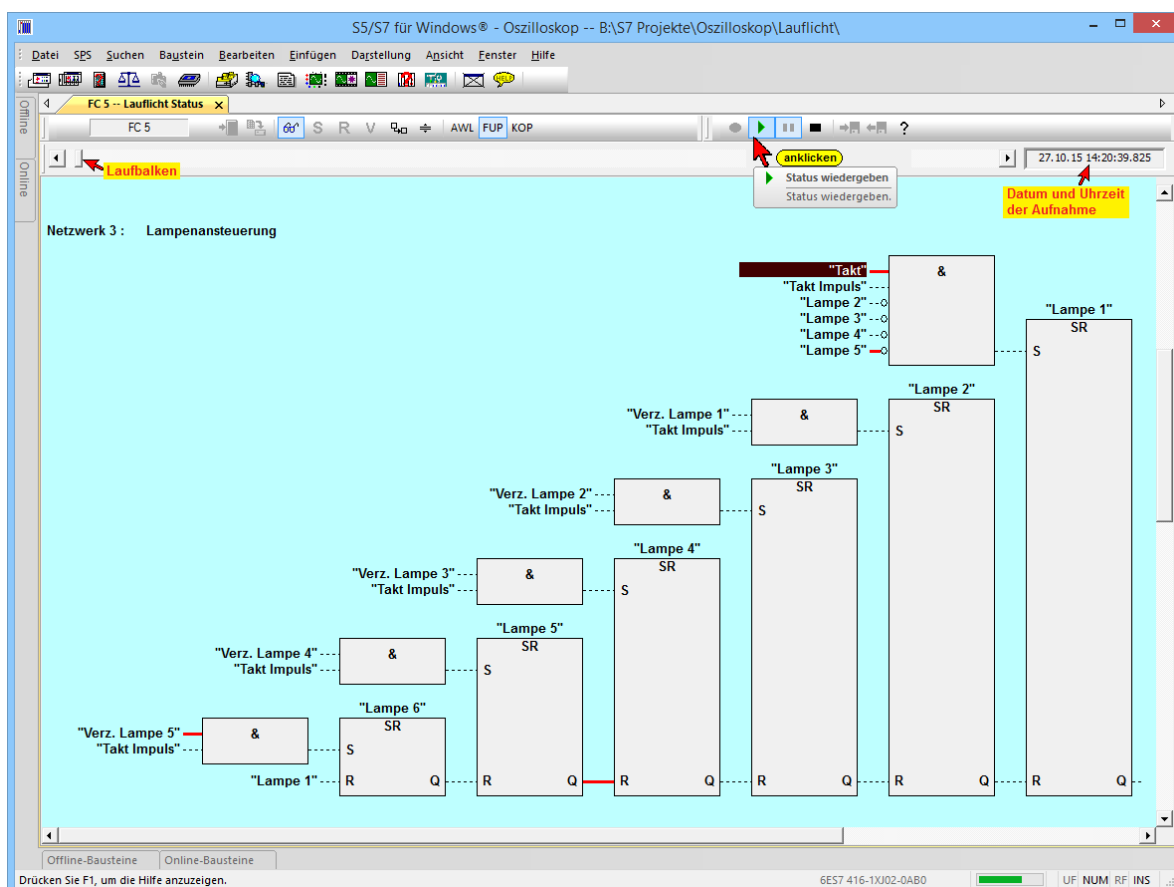 S5/S7 für Windows® - Oszilloskop -- B:\S7 Projekte\Oszilloskop\Lauflicht\
Datei SPS Suchen Baustein Bearbeiten Einfügen Darstellung Ansicht Fenster Hilfe
Offline
Online
FC 5 -- Lauflicht Status x
FC 5 S R V AWL FUP KOP ?
Laufbalken
anklicken
27.10.15 14:20:39.825
Status wiedergeben
Status wiedergeben.
Datum und Uhrzeit
der Aufnahme
Netzwerk 3 : Lampenansteuerung
"Takt" &
"Takt Impuls"
"Lampe 2"
"Lampe 3"
"Lampe 4"
"Lampe 5"
"Lampe 1"
SR
S
"Lampe 2"
SR
"Verz. Lampe 1" &
"Takt Impuls" S
"Lampe 3"
SR
"Verz. Lampe 2" &
"Takt Impuls" S
"Lampe 4"
SR
"Verz. Lampe 3" &
"Takt Impuls" S
"Lampe 5"
SR
"Verz. Lampe 4" &
"Takt Impuls" S
"Lampe 6"
SR
"Verz. Lampe 5" &
"Takt Impuls" S
"Lampe 1" R Q R Q R Q R Q R Q R Q
Offline-Bausteine Online-Bausteine
Drücken Sie F1, um die Hilfe anzuzeigen. 6ES7 416-1XJ02-0AB0 UF NUM RF INS